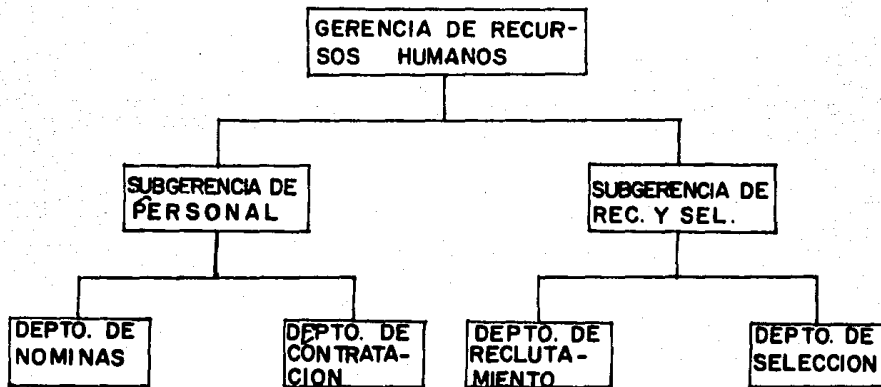 GERENCIA DE RECUR-
SOS HUMANOS
SUBGERENCIA DE
PERSONAL
SUBGERENCIA DE
REC. Y SEL.
DEPTO. DE
NOMINAS
DEPTO. DE
CONTRATA-
CION
DEPTO. DE
RECLUTA-
MIENTO
DEPTO. DE
SELECCION